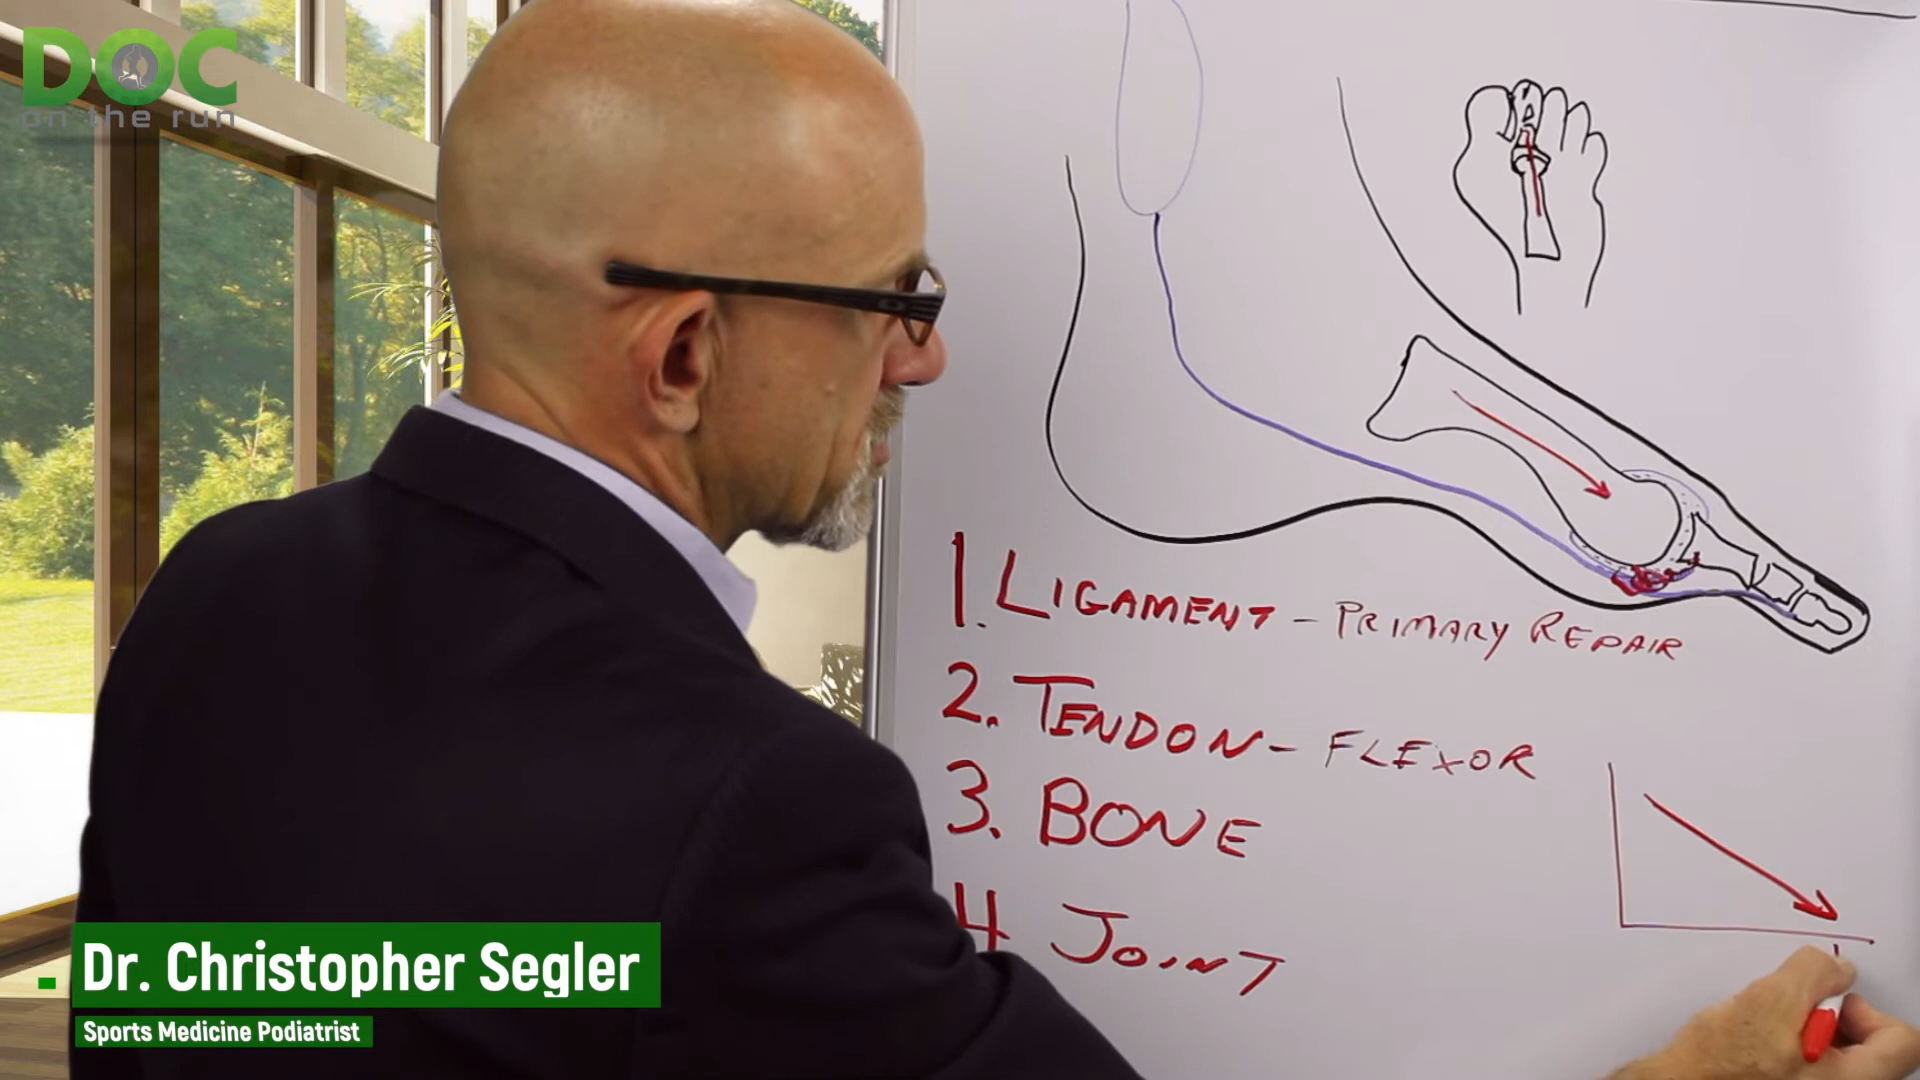 DOC
on the run
1. LIGAMENT - PRIMARY REPAIR
2. TENDON - FLEXOR
3. BONE
4 JOINT
Dr. Christopher Segler
Sports Medicine Podiatrist